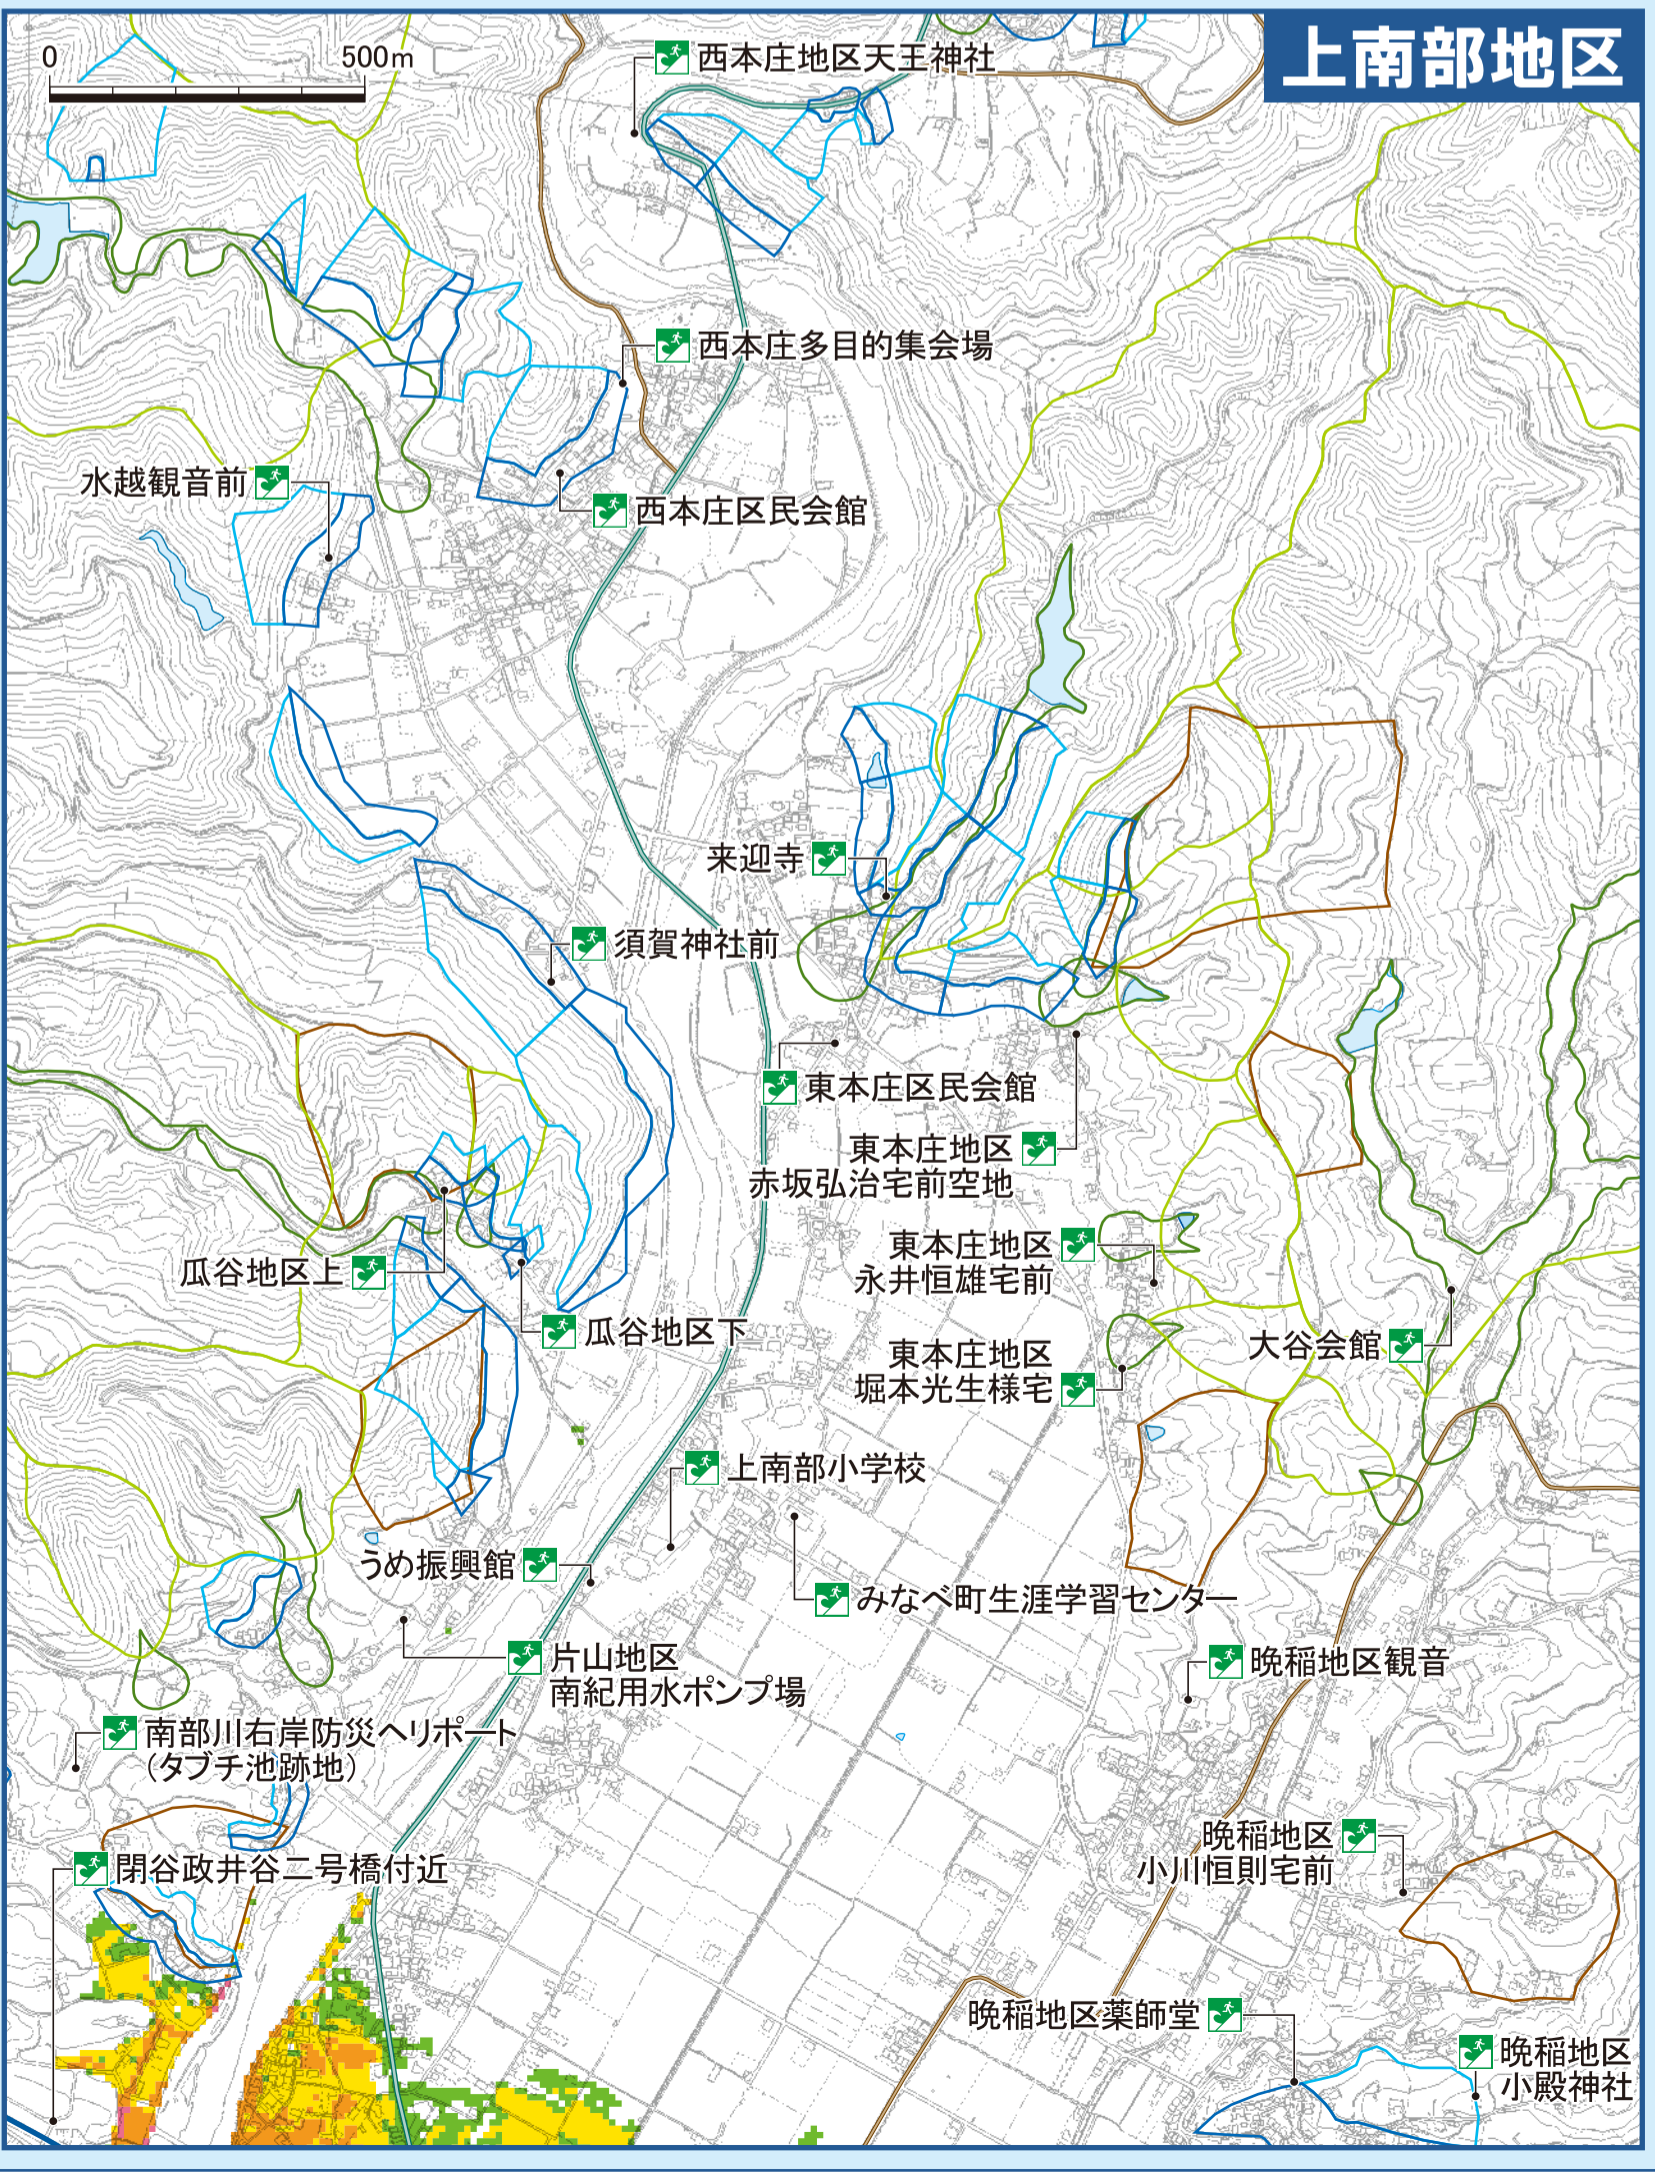 上南部地区
0 500m
西本庄地区天王神社
西本庄多目的集会場
水越観音前
西本庄区民会館
来迎寺
須賀神社前
東本庄区民会館
東本庄地区
赤坂弘治宅前空地
東本庄地区
永井恒雄宅前
瓜谷地区上
瓜谷地区下
東本庄地区
堀本光生様宅
大谷会館
上南部小学校
うめ振興館
みなべ町生涯学習センター
片山地区
南紀用水ポンプ場
晩稲地区観音
南部川右岸防災ヘリポート
(タブチ池跡地)
晩稲地区
小川恒則宅前
閉谷政井谷二号橋付近
晩稲地区薬師堂
晩稲地区
小殿神社